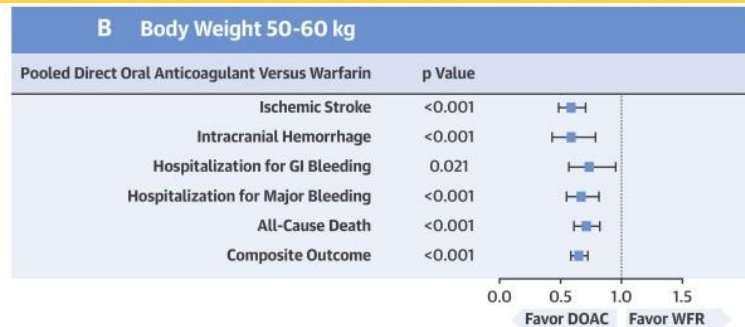 B Body Weight 50-60 kg
Pooled Direct Oral Anticoagulant Versus Warfarin p Value
Ischemic Stroke <0.001
Intracranial Hemorrhage <0.001
Hospitalization for GI Bleeding 0.021
Hospitalization for Major Bleeding <0.001
All-Cause Death <0.001
Composite Outcome <0.001
0.0 0.5 1.0 1.5
Favor DOAC Favor WFR